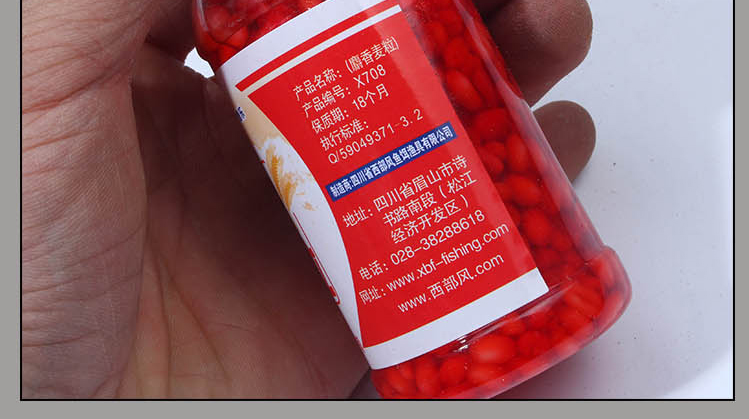 产品名称：(麝香麦粒)
产品编号：X708
保质期：18个月
执行标准：
Q/59049371-3.2
制造商:四川省西部风鱼饵渔具有限公司
地址：四川省眉山市诗
书路南段（松江
经济开发区）
电话：028-38288618
网址：www.xbf-fishing.com
www.西部风.com